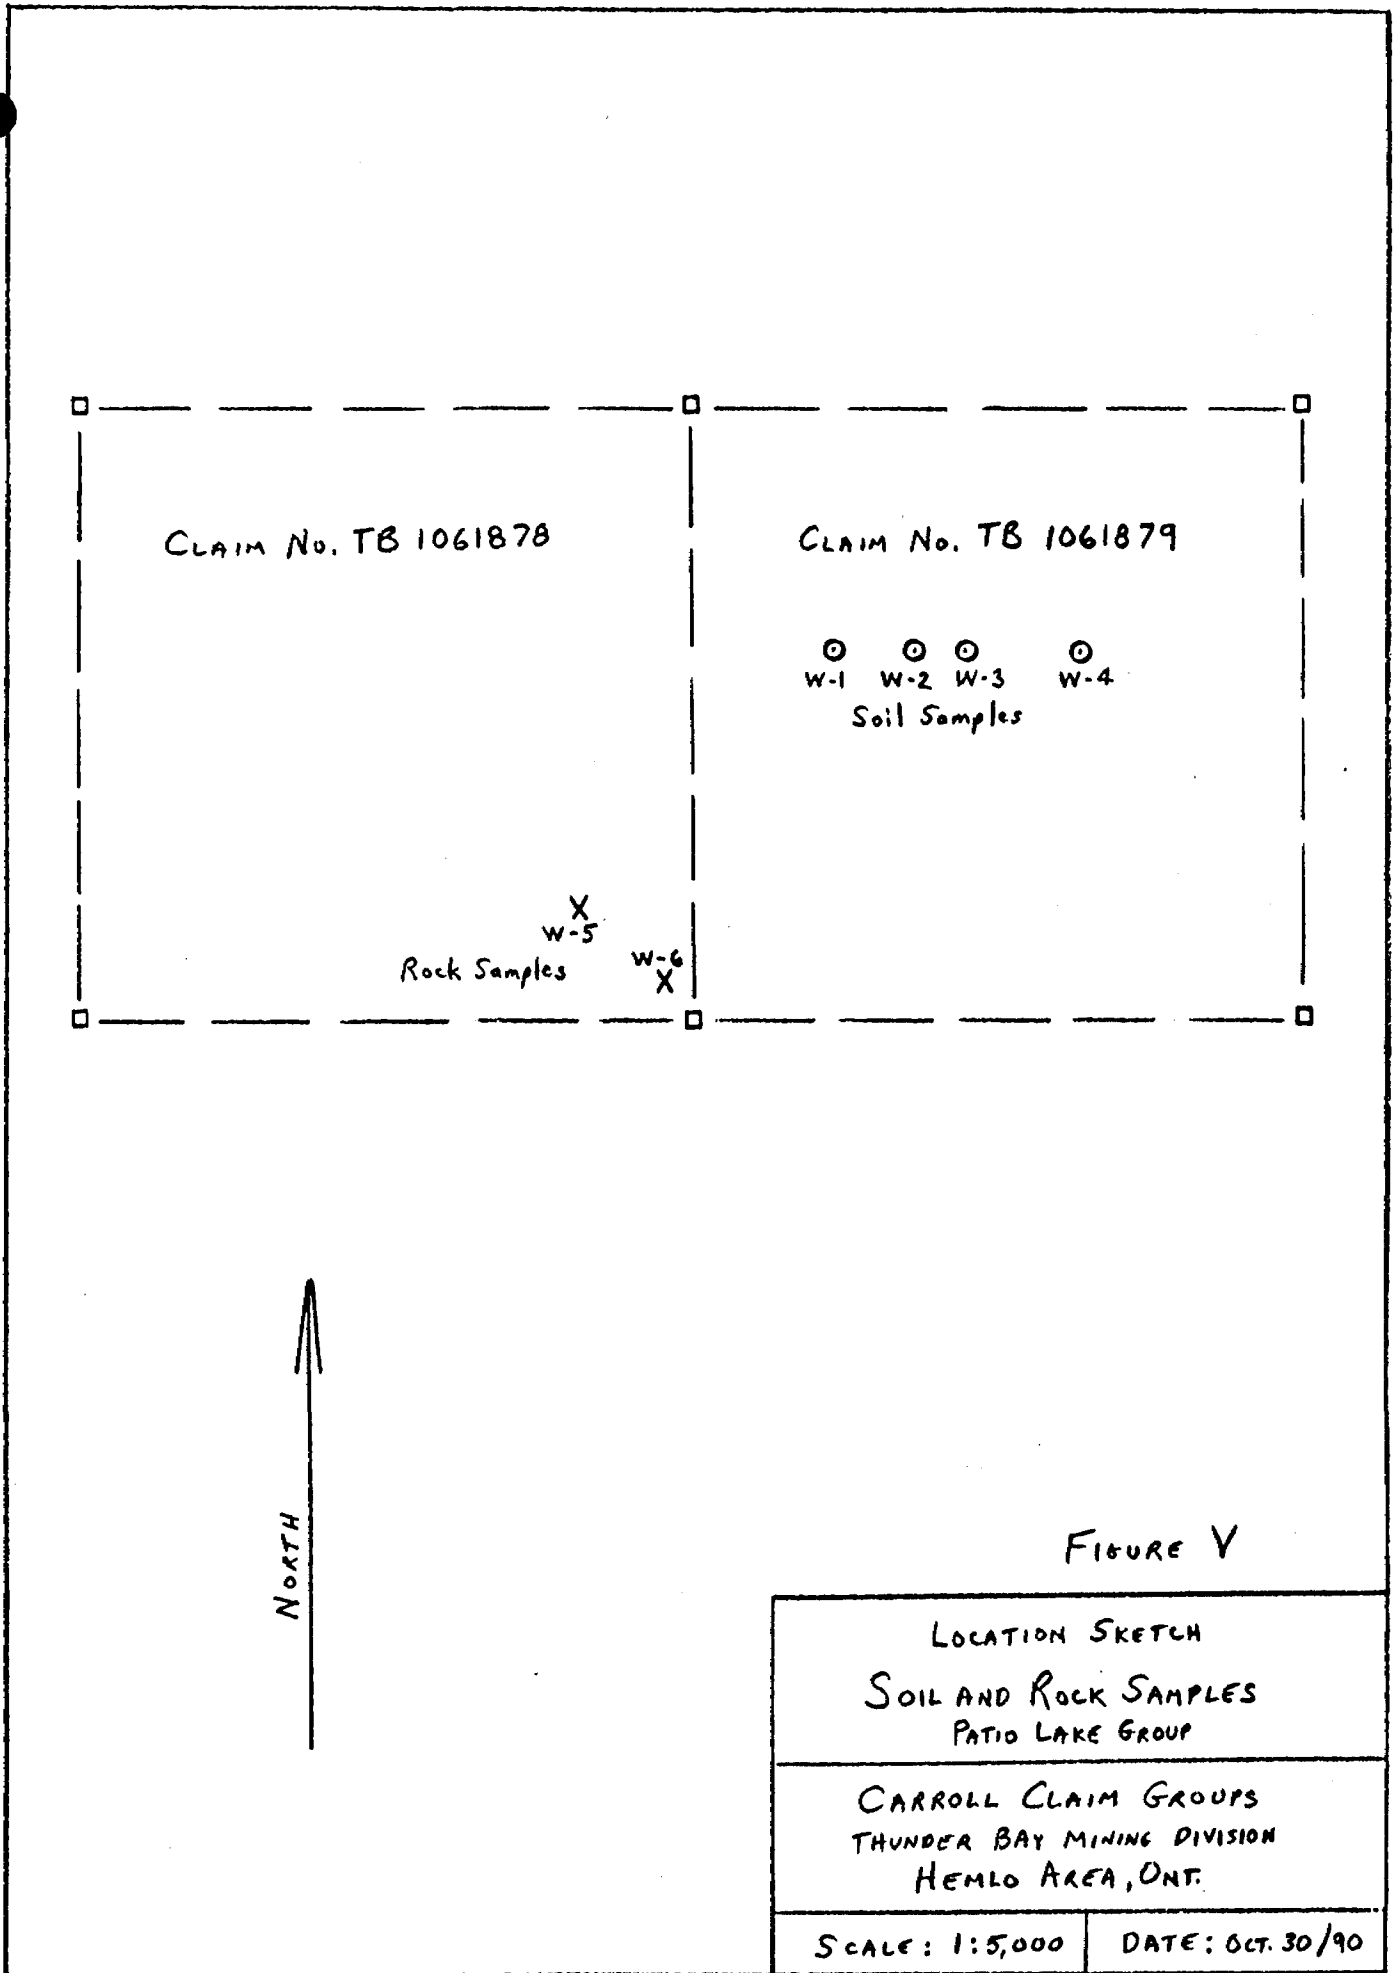 CLAIM No. TB 1061878
CLAIM No. TB 1061879
W-1 W-2 W-3 W-4
Soil Samples
W-5
W-6
Rock Samples
NORTH
FIGURE V
LOCATION SKETCH
SOIL AND ROCK SAMPLES
PATIO LAKE GROUP
CARROLL CLAIM GROUPS
THUNDER BAY MINING DIVISION
HEMLO AREA, ONT.
SCALE: 1:5,000
DATE: OCT. 30/90